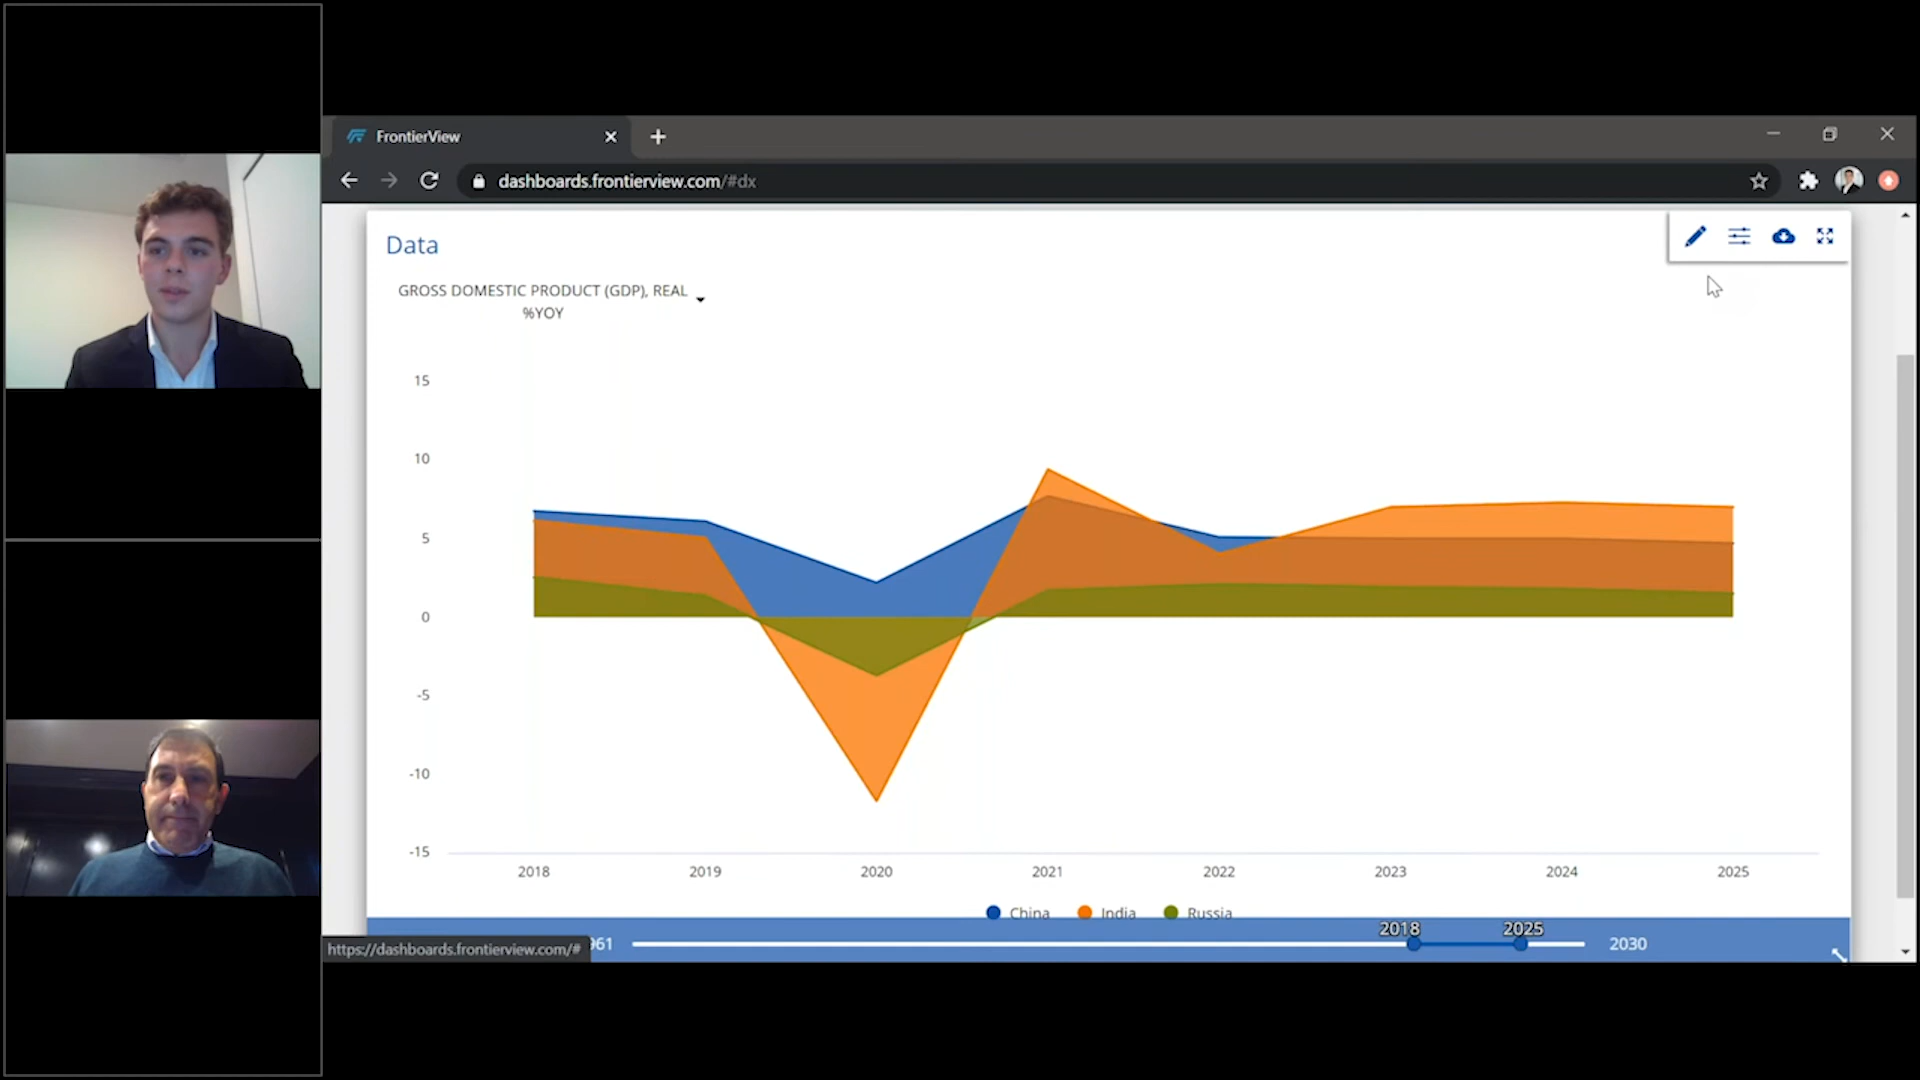 FrontierView
dashboards.frontierview.com/#dx
Data
GROSS DOMESTIC PRODUCT (GDP), REAL
%YOY
15
10
5
0
-5
-10
-15
2018 2019 2020 2021 2022 2023 2024 2025
China India Russia
2018 2025
961 2030
https://dashboards.frontierview.com/#